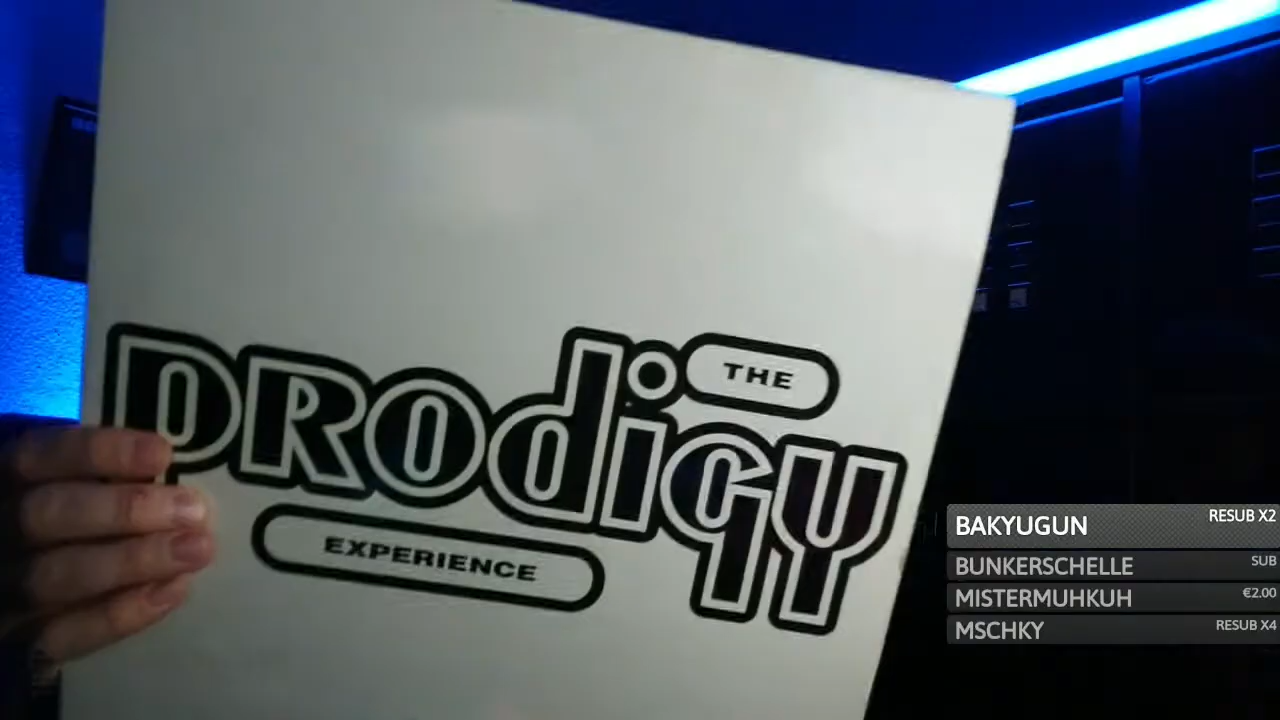 THE
PRodigy
EXPERIENCE
BAKYUGUN RESUB X2
BUNKERSCHELLE SUB
MISTERMUHKUH €2.00
MSCHKY RESUB X4